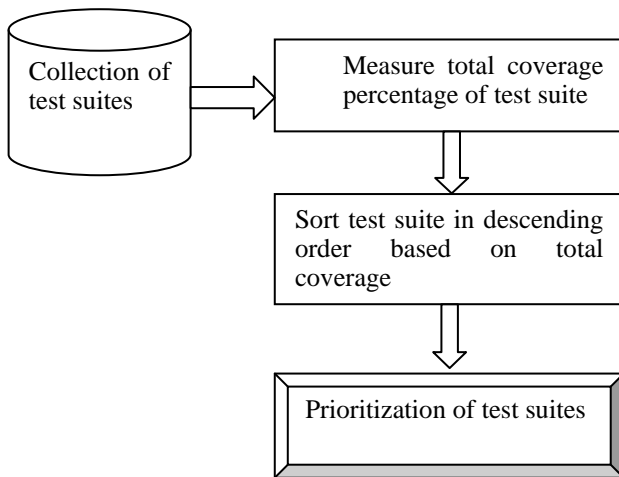 Collection of
test suites
Measure total coverage
percentage of test suite
Sort test suite in descending
order based on total
coverage
Prioritization of test suites